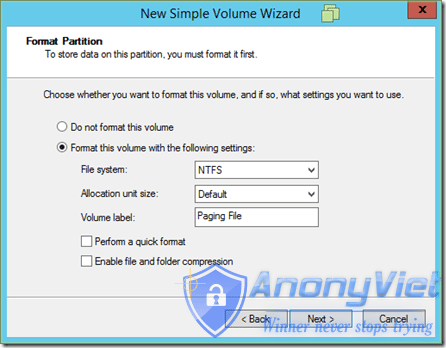 New Simple Volume Wizard
x
Format Partition
To store data on this partition, you must format it first.
Choose whether you want to format this volume, and if so, what settings you want to use.
Do not format this volume
Format this volume with the following settings:
File system:
NTFS
Allocation unit size:
Default
Volume label:
Paging File
Perform a quick format
Enable file and folder compression
AnonyViet
< Back
Next >
Cancel
Winner never stops trying